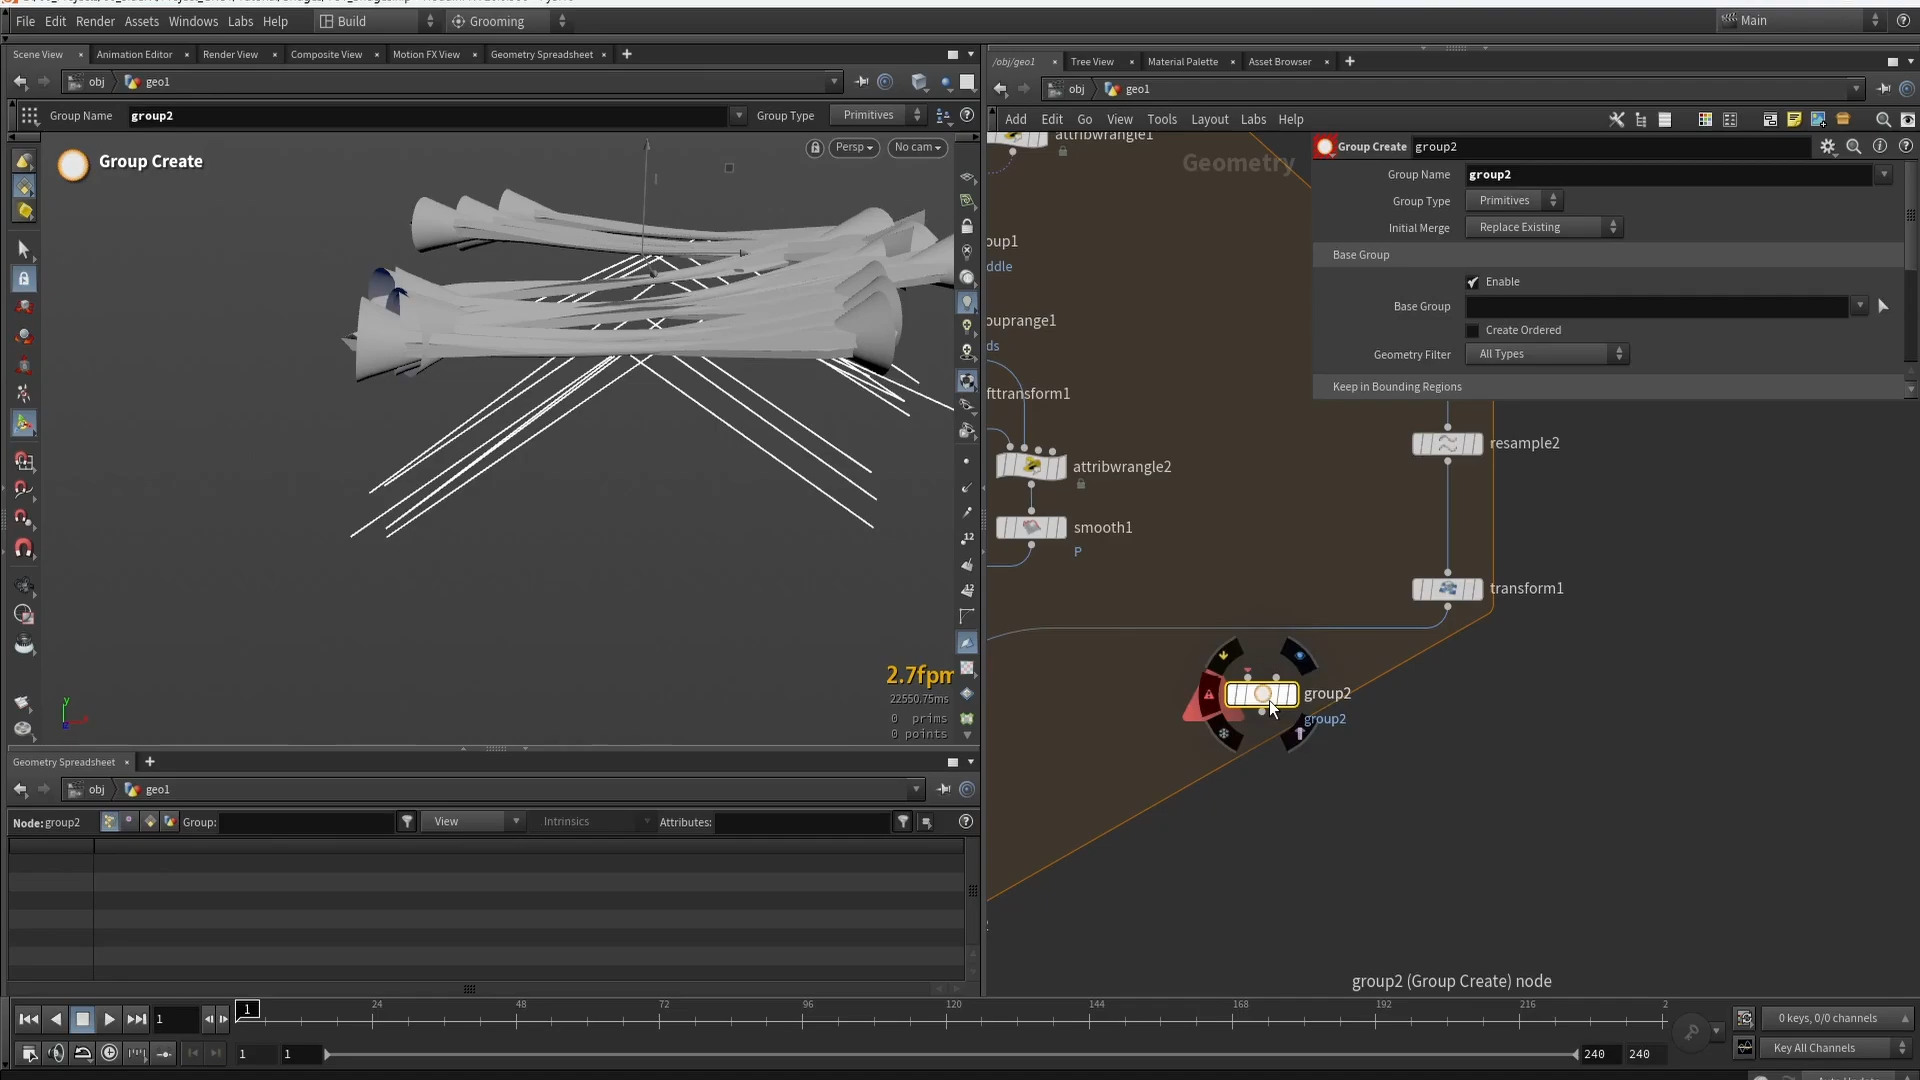 File Edit Render Assets Windows Labs Help Build Grooming Main
Scene View Animation Editor Render View Composite View Motion FX View Geometry Spreadsheet
obj geo1
Group Name group2 Group Type Primitives
Group Create
Persp No cam
2.7fpm
22550.75ms
0 prims
0 points
12
12
y
Geometry Spreadsheet
obj geo1
Node: group2 Group: View Intrinsics Attributes:
/obj/geo1 Tree View Material Palette Asset Browser
obj geo1
Add Edit Go View Tools Layout Labs Help
attribwrangle1
Geometry
Group Create group2
Group Name group2
Group Type Primitives
Initial Merge Replace Existing
Base Group
Enable
Base Group
Create Ordered
Geometry Filter All Types
Keep in Bounding Regions
oup1
ddle
ouprange1
ds
fttransform1
attribwrangle2
smooth1
P
resample2
transform1
group2
group2
group2 (Group Create) node
1
1 24 48 72 96 120 144 168 192 216 2
0 keys, 0/0 channels
1 1 240 240
Key All Channels